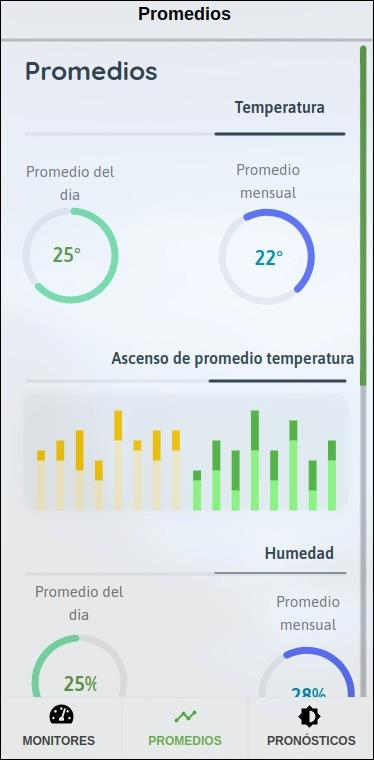 Promedios
Promedios
Temperatura
Promedio del
dia
Promedio
mensual
25°
22°
Ascenso de promedio temperatura
Humedad
Promedio del
dia
Promedio
mensual
25%
28%
MONITORES
PROMEDIOS
PRONÓSTICOS